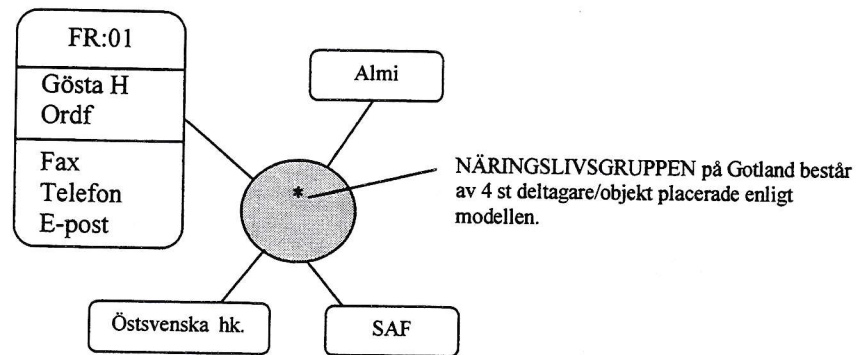 FR:01
Gösta H
Ordf
Fax
Telefon
E-post
Almi
*
NÄRINGSLIVSGRUPPEN på Gotland består
av 4 st deltagare/objekt placerade enligt
modellen.
Östsvenska hk.
SAF